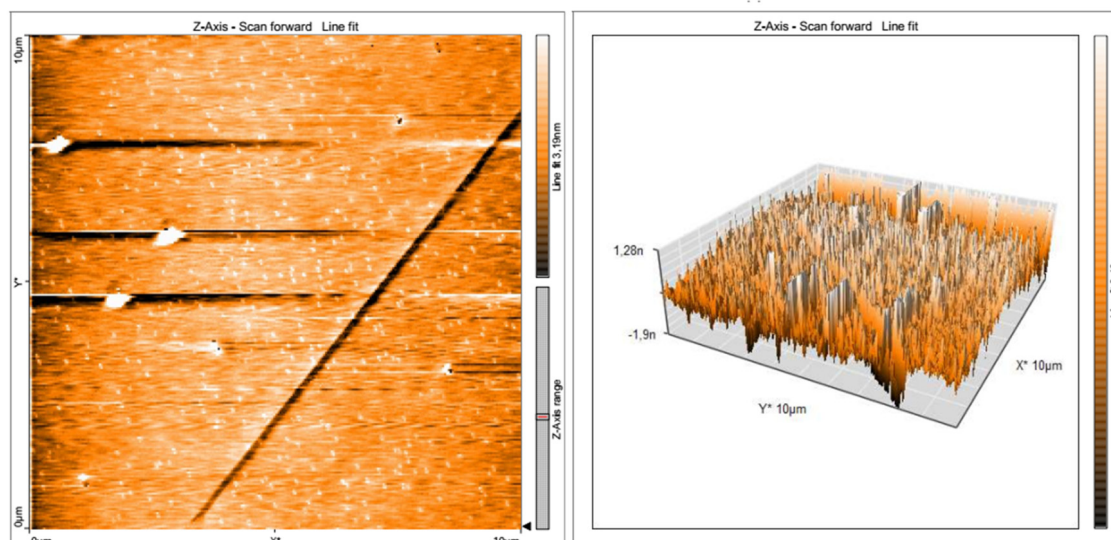 Z-Axis - Scan forward Line fit
10µm
Y*
0µm
X*
10µm
Line fit 3,19nm
Z-Axis range
Z-Axis - Scan forward Line fit
1,28n
-1,9n
Y* 10µm
X* 10µm